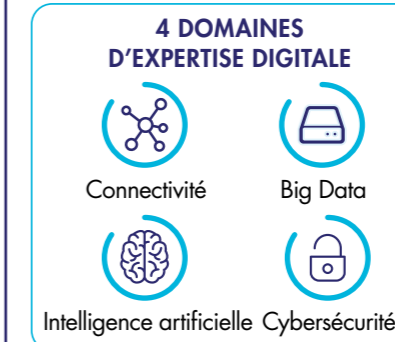 4 DOMAINES
D'EXPERTISE DIGITALE
Connectivité
Big Data
Intelligence artificielle
Cybersécurité